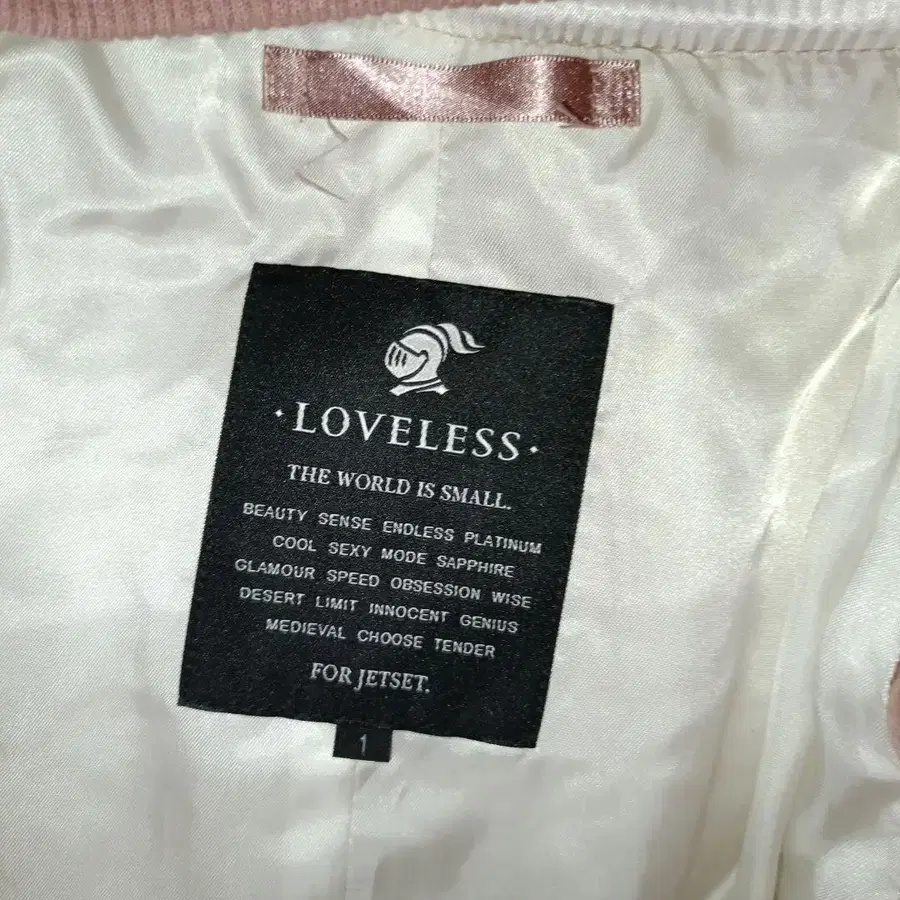 · LOVELESS ·
THE WORLD IS SMALL.
BEAUTY SENSE ENDLESS PLATINUM
COOL SEXY MODE SAPPHIRE
GLAMOUR SPEED OBSESSION WISE
DESERT LIMIT INNOCENT GENIUS
MEDIEVAL CHOOSE TENDER
FOR JETSET.
1